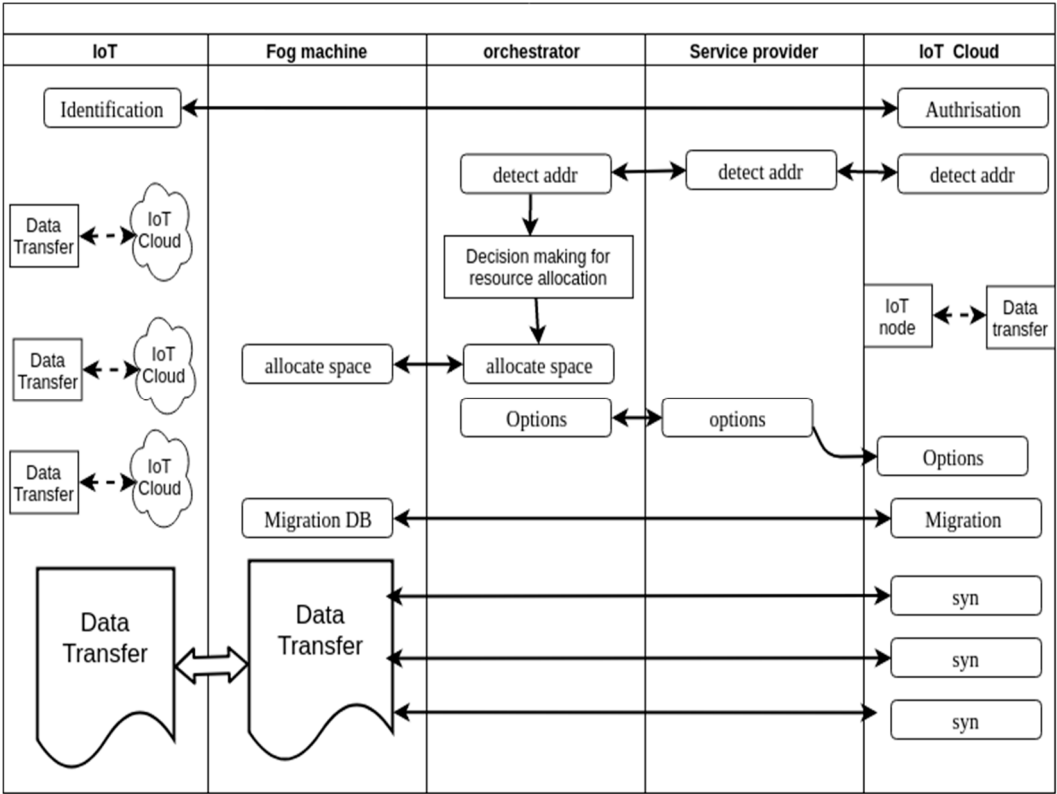 IoT
Fog machine
orchestrator
Service provider
IoT Cloud
Identification
Authrisation
detect addr
detect addr
detect addr
Data
Transfer
IoT
Cloud
Decision making for
resource allocation
IoT
node
Data
transfer
Data
Transfer
IoT
Cloud
allocate space
allocate space
Options
options
Options
Data
Transfer
IoT
Cloud
Migration DB
Migration
Data
Transfer
Data
Transfer
syn
syn
syn